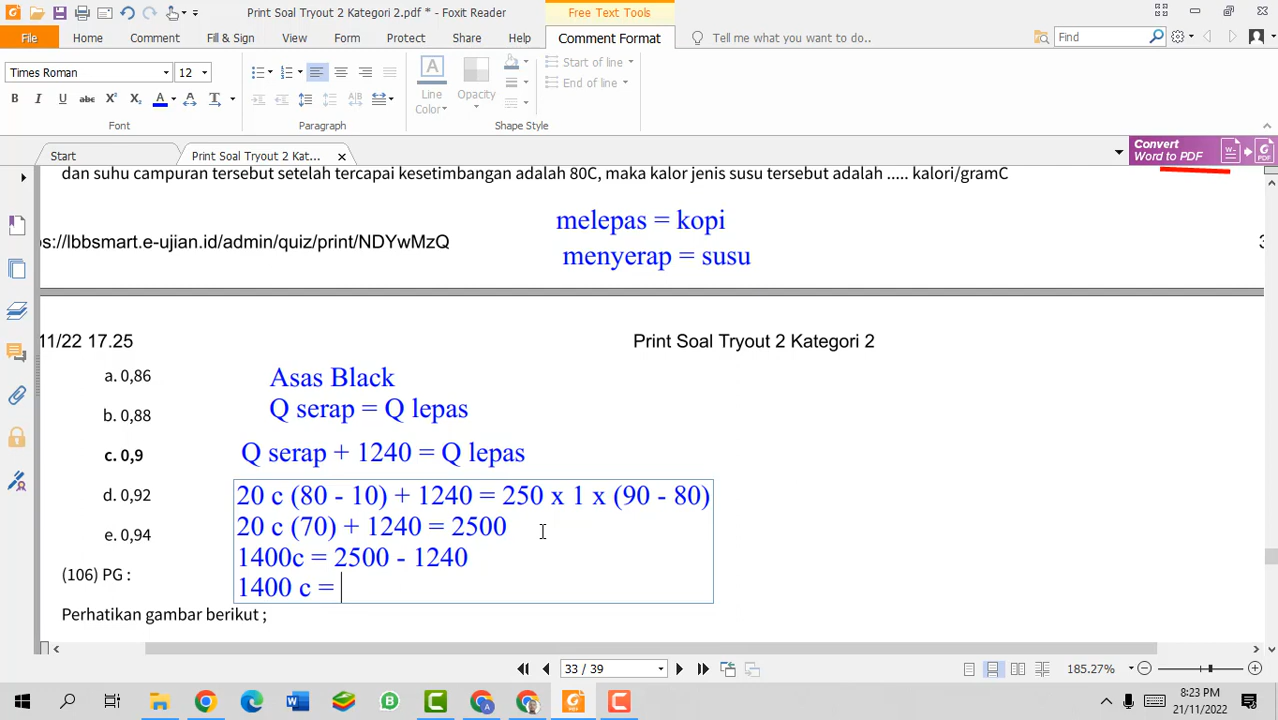 Print Soal Tryout 2 Kategori 2.pdf * - Foxit Reader
Free Text Tools
File Home Comment Fill & Sign View Form Protect Share Help Comment Format Tell me what you want to do... Find
Times Roman 12
Font
Paragraph
Line Color
Opacity
Start of line
End of line
Shape Style
Start
Print Soal Tryout 2 Kat...
Convert
Word to PDF
dan suhu campuran tersebut setelah tercapai kesetimbangan adalah 80C, maka kalor jenis susu tersebut adalah ..... kalori/gramC
melepas = kopi
s://lbbsmart.e-ujian.id/admin/quiz/print/NDYwMzQ
menyerap = susu
11/22 17.25
Print Soal Tryout 2 Kategori 2
a. 0,86
Asas Black
b. 0,88
Q serap = Q lepas
c. 0,9
Q serap + 1240 = Q lepas
d. 0,92
20 c (80 - 10) + 1240 = 250 x 1 x (90 - 80)
e. 0,94
20 c (70) + 1240 = 2500
1400c = 2500 - 1240
(106) PG :
1400 c =
Perhatikan gambar berikut ;
33 / 39
185.27%
8:23 PM
21/11/2022